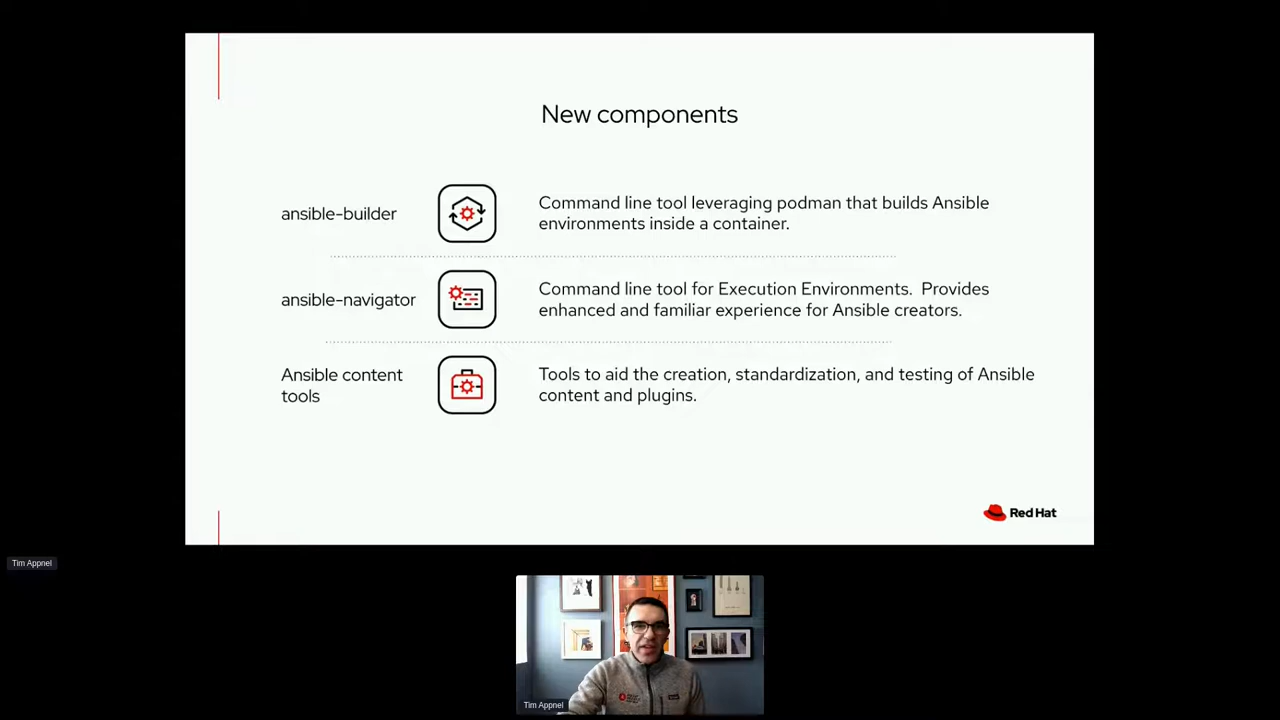 New components
ansible-builder
Command line tool leveraging podman that builds Ansible
environments inside a container.
ansible-navigator
Command line tool for Execution Environments.  Provides
enhanced and familiar experience for Ansible creators.
Ansible content
tools
Tools to aid the creation, standardization, and testing of Ansible
content and plugins.
Red Hat
Tim Appnel
Tim Appnel